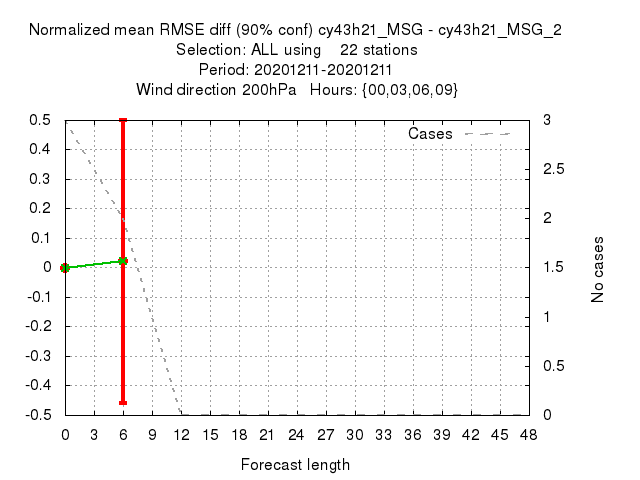 Normalized mean RMSE diff (90% conf) cy43h21_MSG - cy43h21_MSG_2
Selection: ALL using 22 stations
Period: 20201211-20201211
Wind direction 200hPa Hours: {00,03,06,09}
Cases
0.5
0.4
0.3
0.2
0.1
0
-0.1
-0.2
-0.3
-0.4
-0.5
3
2.5
2
1.5
1
0.5
0
No cases
0 3 6 9 12 15 18 21 24 27 30 33 36 39 42 45 48
Forecast length